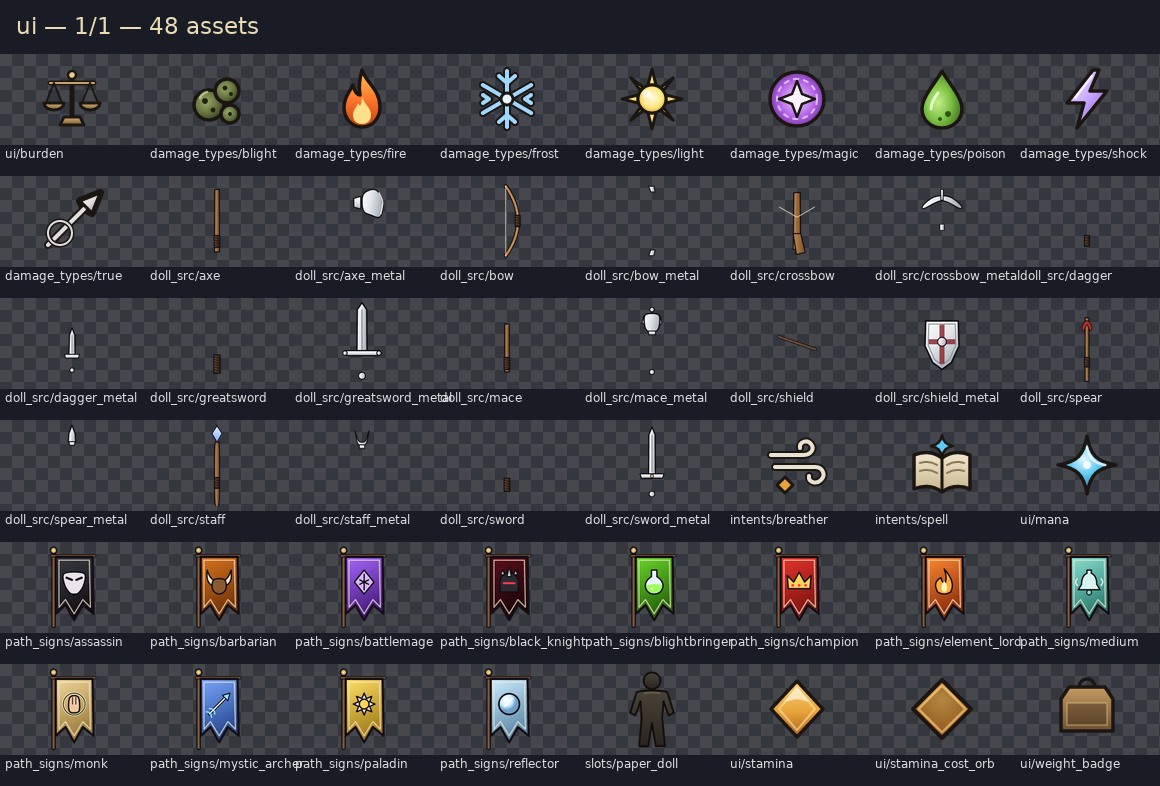 ui — 1/1 — 48 assets
ui/burden
damage_types/blight
damage_types/fire
damage_types/frost
damage_types/light
damage_types/magic
damage_types/poison
damage_types/shock
damage_types/true
doll_src/axe
doll_src/axe_metal
doll_src/bow
doll_src/bow_metal
doll_src/crossbow
doll_src/crossbow_metal
doll_src/dagger
doll_src/dagger_metal
doll_src/greatsword
doll_src/greatsword_metal
doll_src/mace
doll_src/mace_metal
doll_src/shield
doll_src/shield_metal
doll_src/spear
doll_src/spear_metal
doll_src/staff
doll_src/staff_metal
doll_src/sword
doll_src/sword_metal
intents/breather
intents/spell
ui/mana
path_signs/assassin
path_signs/barbarian
path_signs/battlemage
path_signs/black_knight
path_signs/blightbringer
path_signs/champion
path_signs/element_lord
path_signs/medium
path_signs/monk
path_signs/mystic_archer
path_signs/paladin
path_signs/reflector
slots/paper_doll
ui/stamina
ui/stamina_cost_orb
ui/weight_badge